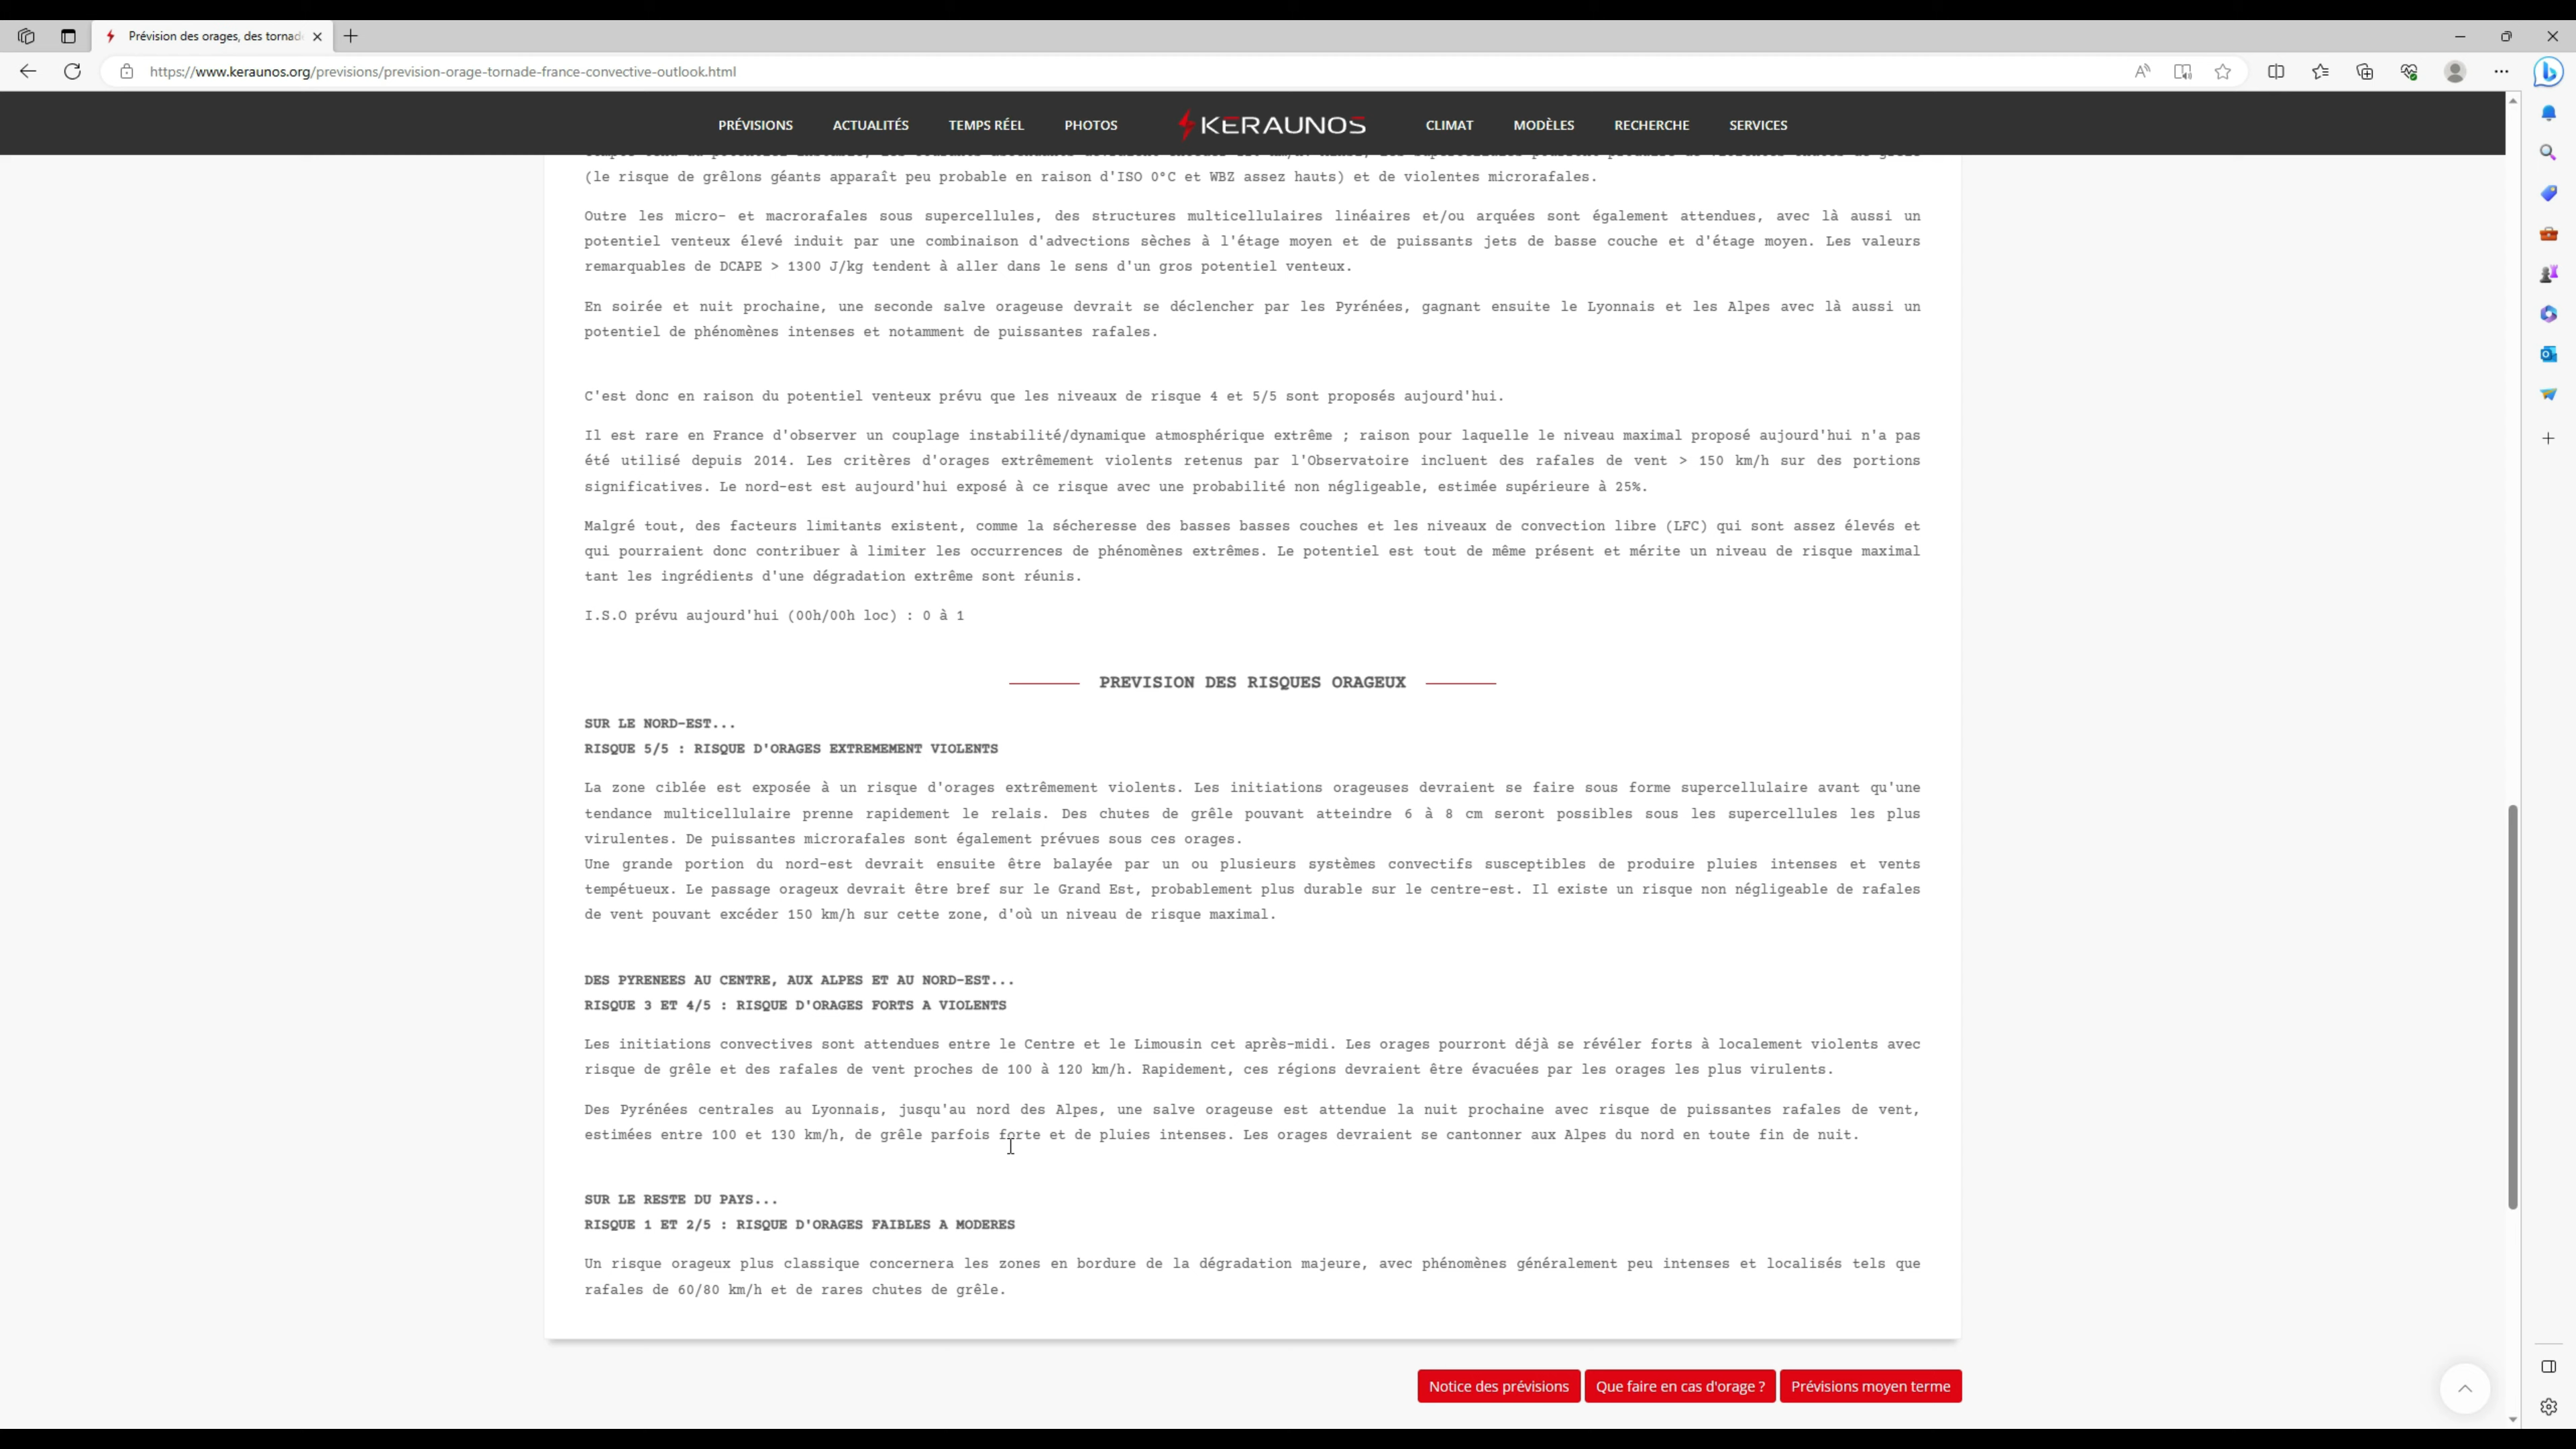 Prévision des orages, des tornad
https://www.keraunos.org/previsions/prevision-orage-tornade-france-convective-outlook.html
PRÉVISIONS ACTUALITÉS TEMPS RÉEL PHOTOS KERAUNOS CLIMAT MODÈLES RECHERCHE SERVICES
(le risque de grêlons géants apparaît peu probable en raison d'ISO 0°C et WBZ assez hauts) et de violentes microrafales.
Outre les micro- et macrorafales sous supercellules, des structures multicellulaires linéaires et/ou arquées sont également attendues, avec là aussi un
potentiel venteux élevé induit par une combinaison d'advections sèches à l'étage moyen et de puissants jets de basse couche et d'étage moyen. Les valeurs
remarquables de DCAPE > 1300 J/kg tendent à aller dans le sens d'un gros potentiel venteux.
En soirée et nuit prochaine, une seconde salve orageuse devrait se déclencher par les Pyrénées, gagnant ensuite le Lyonnais et les Alpes avec là aussi un
potentiel de phénomènes intenses et notamment de puissantes rafales.
C'est donc en raison du potentiel venteux prévu que les niveaux de risque 4 et 5/5 sont proposés aujourd'hui.
Il est rare en France d'observer un couplage instabilité/dynamique atmosphérique extrême ; raison pour laquelle le niveau maximal proposé aujourd'hui n'a pas
été utilisé depuis 2014. Les critères d'orages extrêmement violents retenus par l'Observatoire incluent des rafales de vent > 150 km/h sur des portions
significatives. Le nord-est est aujourd'hui exposé à ce risque avec une probabilité non négligeable, estimée supérieure à 25%.
Malgré tout, des facteurs limitants existent, comme la sécheresse des basses basses couches et les niveaux de convection libre (LFC) qui sont assez élevés et
qui pourraient donc contribuer à limiter les occurrences de phénomènes extrêmes. Le potentiel est tout de même présent et mérite un niveau de risque maximal
tant les ingrédients d'une dégradation extrême sont réunis.
I.S.O prévu aujourd'hui (00h/00h loc) : 0 à 1
PREVISION DES RISQUES ORAGEUX
SUR LE NORD-EST...
RISQUE 5/5 : RISQUE D'ORAGES EXTREMEMENT VIOLENTS
La zone ciblée est exposée à un risque d'orages extrêmement violents. Les initiations orageuses devraient se faire sous forme supercellulaire avant qu'une
tendance multicellulaire prenne rapidement le relais. Des chutes de grêle pouvant atteindre 6 à 8 cm seront possibles sous les supercellules les plus
virulentes. De puissantes microrafales sont également prévues sous ces orages.
Une grande portion du nord-est devrait ensuite être balayée par un ou plusieurs systèmes convectifs susceptibles de produire pluies intenses et vents
tempétueux. Le passage orageux devrait être bref sur le Grand Est, probablement plus durable sur le centre-est. Il existe un risque non négligeable de rafales
de vent pouvant excéder 150 km/h sur cette zone, d'où un niveau de risque maximal.
DES PYRENEES AU CENTRE, AUX ALPES ET AU NORD-EST...
RISQUE 3 ET 4/5 : RISQUE D'ORAGES FORTS A VIOLENTS
Les initiations convectives sont attendues entre le Centre et le Limousin cet après-midi. Les orages pourront déjà se révéler forts à localement violents avec
risque de grêle et des rafales de vent proches de 100 à 120 km/h. Rapidement, ces régions devraient être évacuées par les orages les plus virulents.
Des Pyrénées centrales au Lyonnais, jusqu'au nord des Alpes, une salve orageuse est attendue la nuit prochaine avec risque de puissantes rafales de vent,
estimées entre 100 et 130 km/h, de grêle parfois forte et de pluies intenses. Les orages devraient se cantonner aux Alpes du nord en toute fin de nuit.
SUR LE RESTE DU PAYS...
RISQUE 1 ET 2/5 : RISQUE D'ORAGES FAIBLES A MODERES
Un risque orageux plus classique concernera les zones en bordure de la dégradation majeure, avec phénomènes généralement peu intenses et localisés tels que
rafales de 60/80 km/h et de rares chutes de grêle.
Notice des prévisions Que faire en cas d'orage ? Prévisions moyen terme